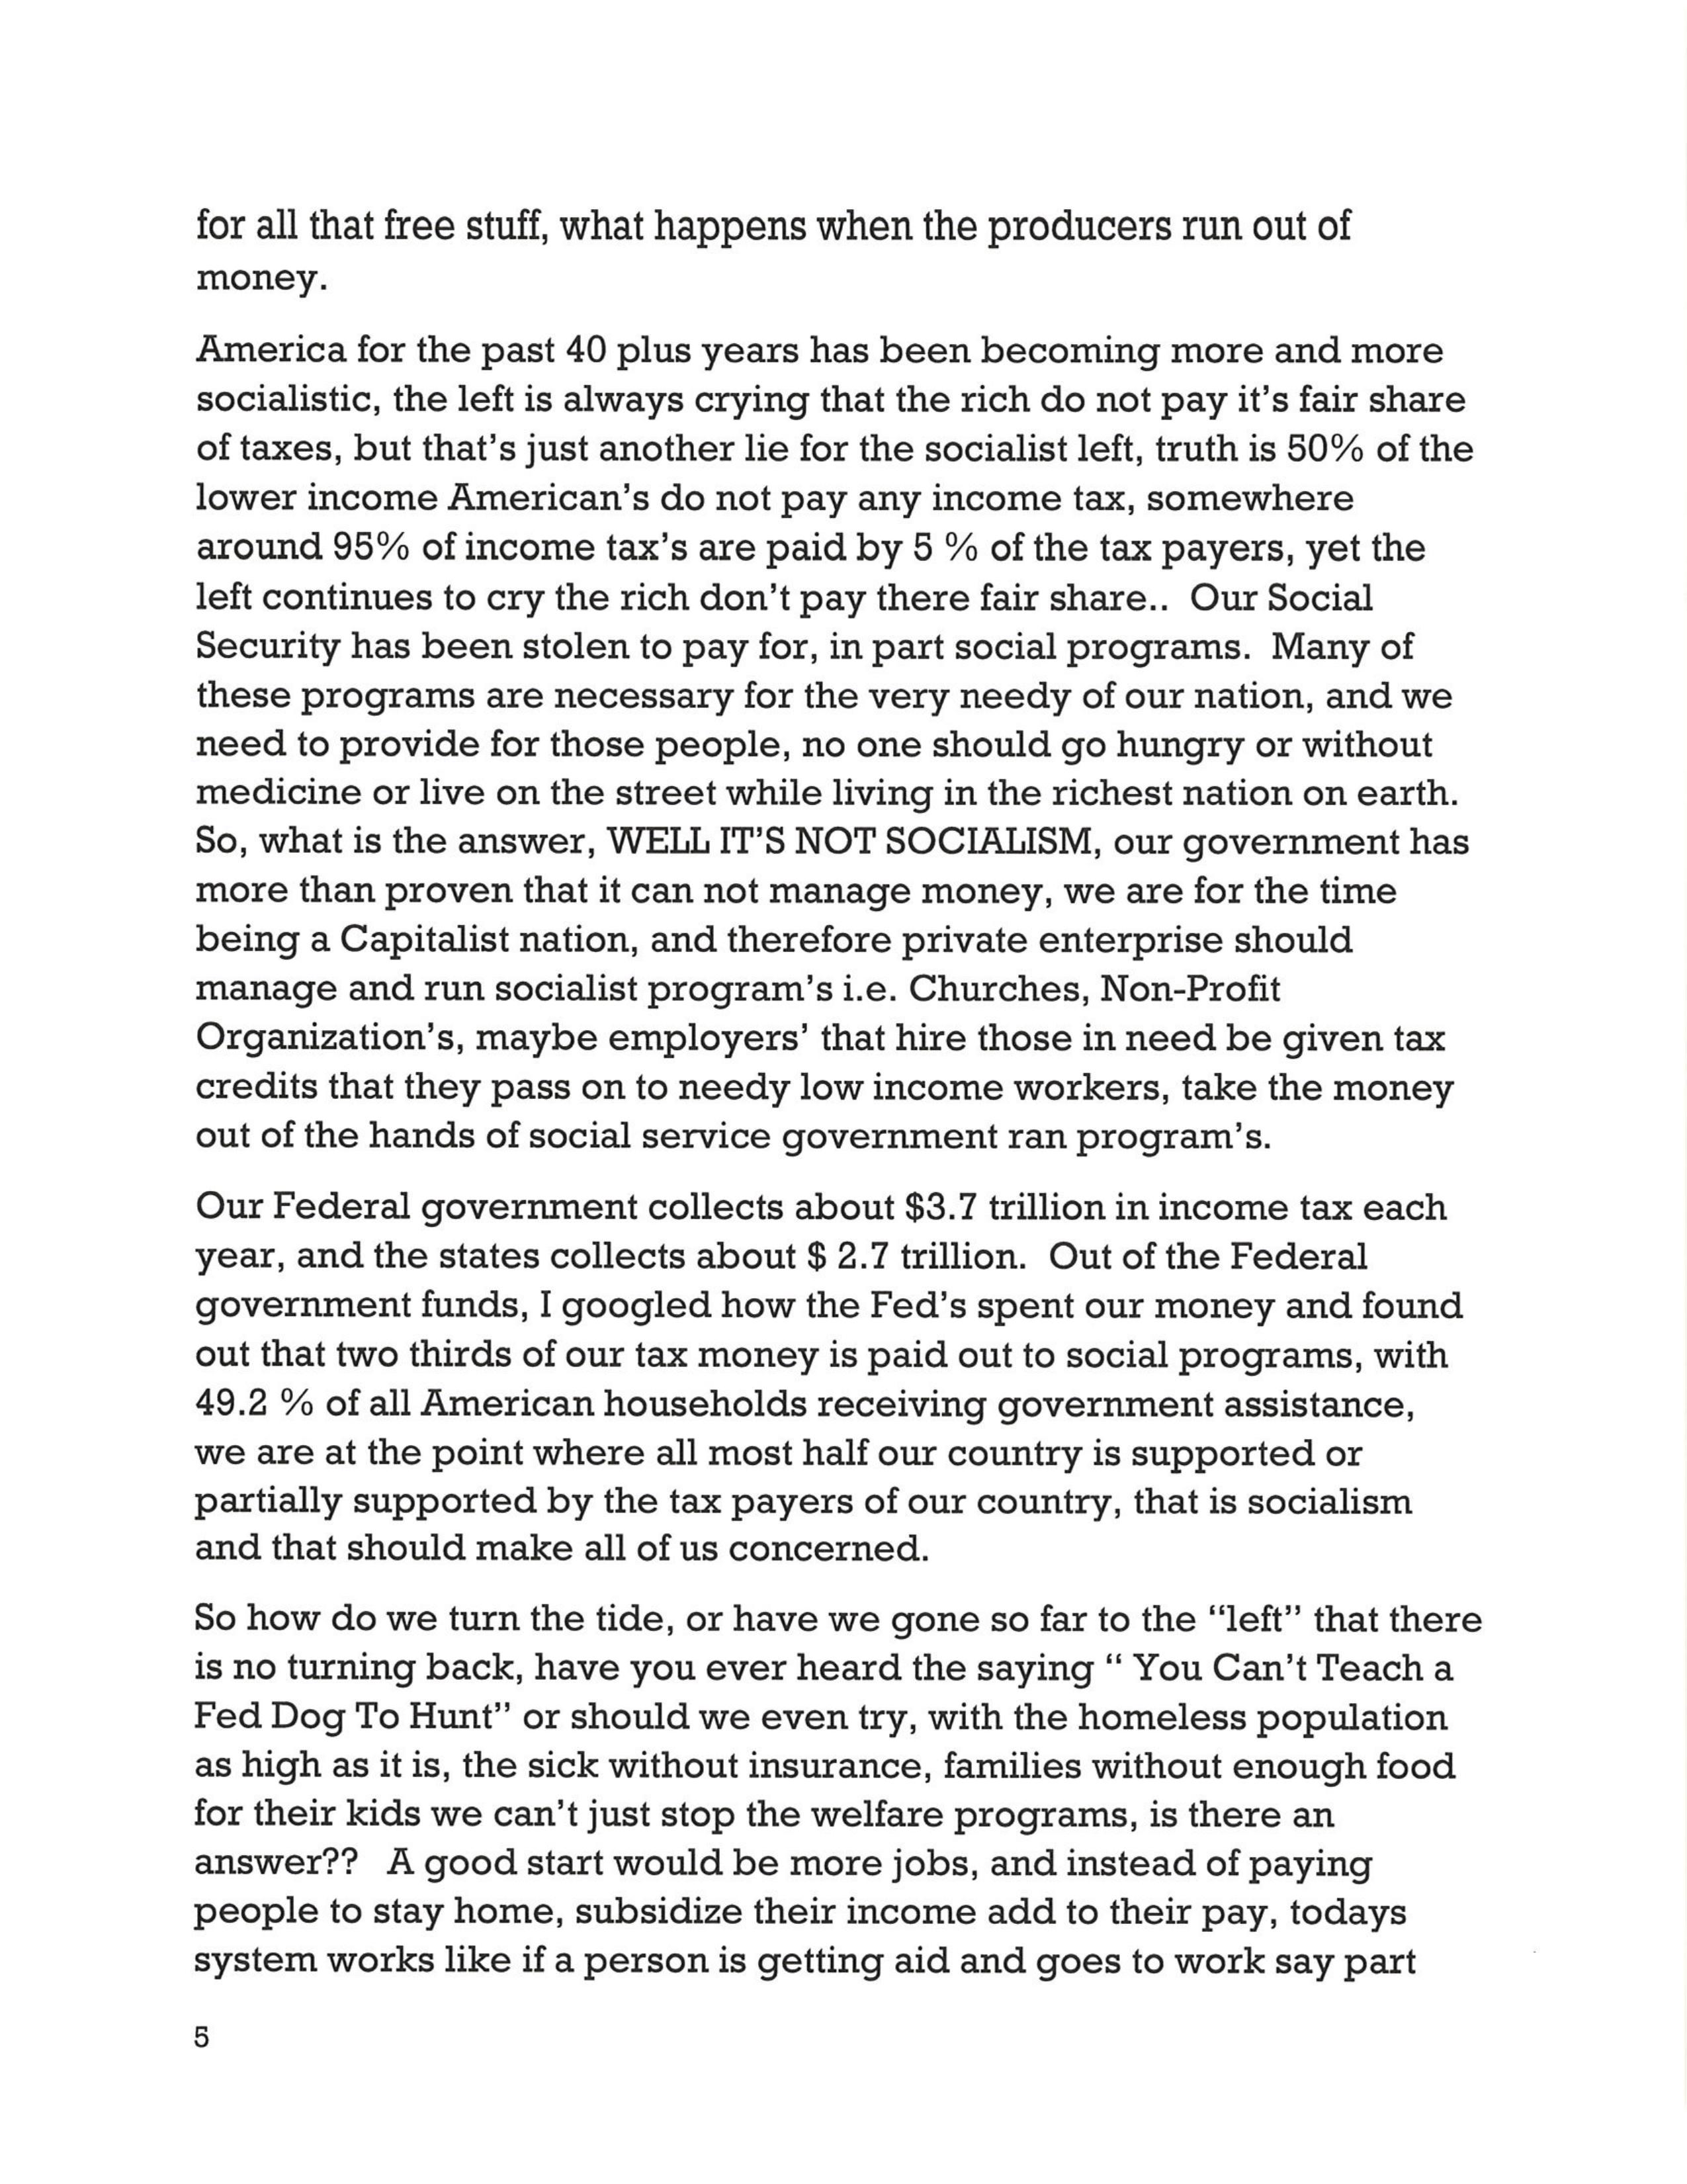 for all that free stuff, what happens when the producers run out of
money.
America for the past 40 plus years has been becoming more and more
socialistic, the left is always crying that the rich do not pay it’s fair share
of taxes, but that’s just another lie for the socialist left, truth is 50% of the
lower income American’s do not pay any income tax, somewhere
around 95% of income tax’s are paid by 5 % of the tax payers, yet the
left continues to cry the rich don’t pay there fair share..  Our Social
Security has been stolen to pay for, in part social programs.  Many of
these programs are necessary for the very needy of our nation, and we
need to provide for those people, no one should go hungry or without
medicine or live on the street while living in the richest nation on earth.
So, what is the answer, WELL IT’S NOT SOCIALISM, our government has
more than proven that it can not manage money, we are for the time
being a Capitalist nation, and therefore private enterprise should
manage and run socialist program’s i.e. Churches, Non-Profit
Organization’s, maybe employers’ that hire those in need be given tax
credits that they pass on to needy low income workers, take the money
out of the hands of social service government ran program’s.
Our Federal government collects about $3.7 trillion in income tax each
year, and the states collects about $ 2.7 trillion.  Out of the Federal
government funds, I googled how the Fed’s spent our money and found
out that two thirds of our tax money is paid out to social programs, with
49.2 % of all American households receiving government assistance,
we are at the point where all most half our country is supported or
partially supported by the tax payers of our country, that is socialism
and that should make all of us concerned.
So how do we turn the tide, or have we gone so far to the “left” that there
is no turning back, have you ever heard the saying “ You Can’t Teach a
Fed Dog To Hunt” or should we even try, with the homeless population
as high as it is, the sick without insurance, families without enough food
for their kids we can’t just stop the welfare programs, is there an
answer??   A good start would be more jobs, and instead of paying
people to stay home, subsidize their income add to their pay, todays
system works like if a person is getting aid and goes to work say part
5